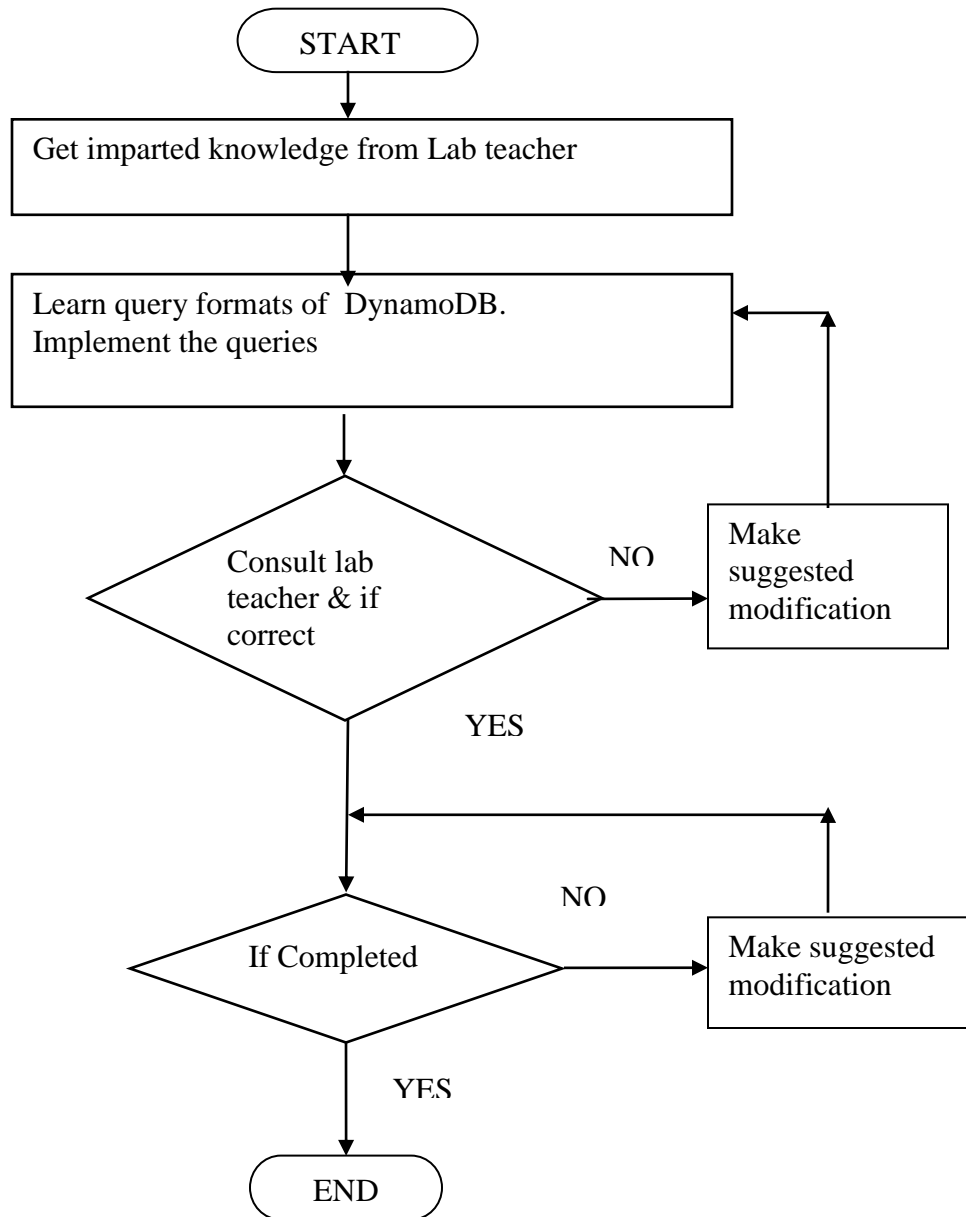 START
Get imparted knowledge from Lab teacher
Learn query formats of DynamoDB.
Implement the queries
Consult lab
teacher & if
correct
NO
Make
suggested
modification
YES
If Completed
NO
Make suggested
modification
YES
END